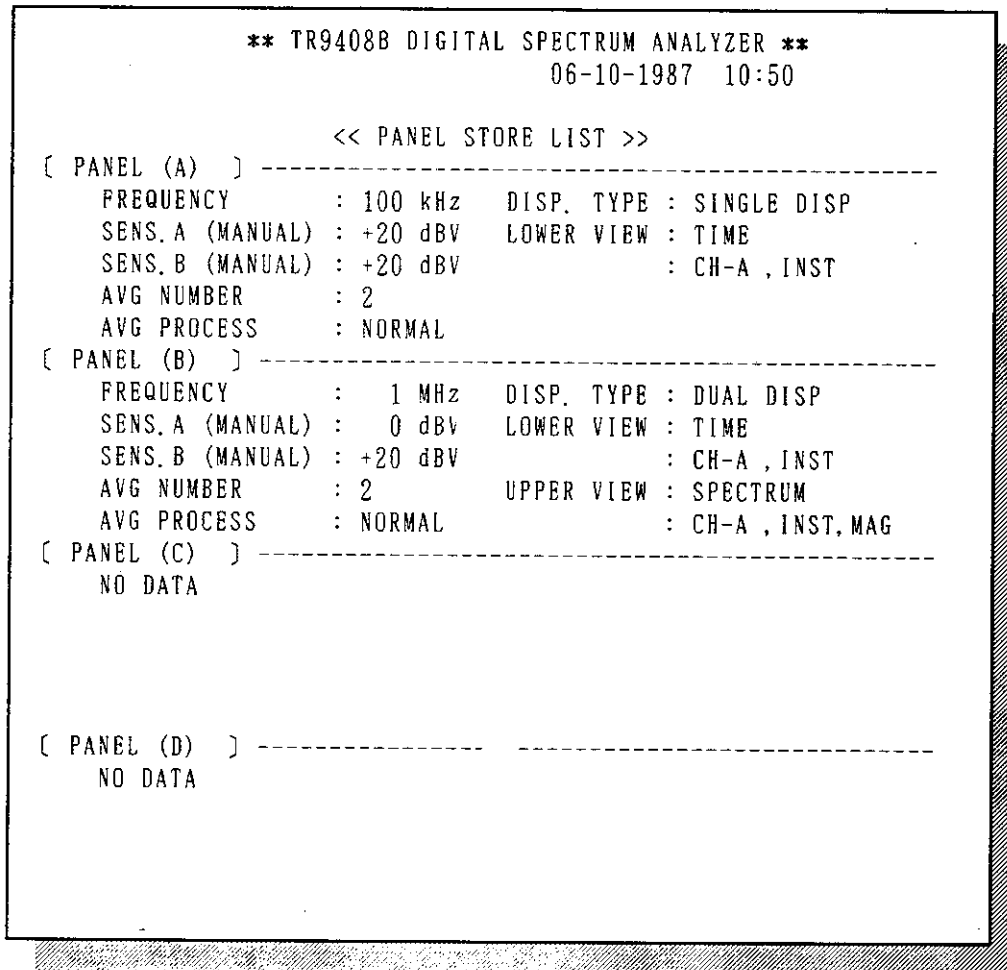 ** TR9408B DIGITAL SPECTRUM ANALYZER **
06-10-1987 10:50
<< PANEL STORE LIST >>
[ PANEL (A) ] ------------------------------------------------
FREQUENCY : 100 kHz DISP. TYPE : SINGLE DISP
SENS.A (MANUAL) : +20 dBV LOWER VIEW : TIME
SENS.B (MANUAL) : +20 dBV : CH-A ,INST
AVG NUMBER : 2
AVG PROCESS : NORMAL
[ PANEL (B) ] ------------------------------------------------
FREQUENCY : 1 MHz DISP. TYPE : DUAL DISP
SENS.A (MANUAL) : 0 dBV LOWER VIEW : TIME
SENS.B (MANUAL) : +20 dBV : CH-A ,INST
AVG NUMBER : 2 UPPER VIEW : SPECTRUM
AVG PROCESS : NORMAL : CH-A ,INST,MAG
[ PANEL (C) ] ------------------------------------------------
NO DATA
[ PANEL (D) ] ---------------- ------------------------------
NO DATA